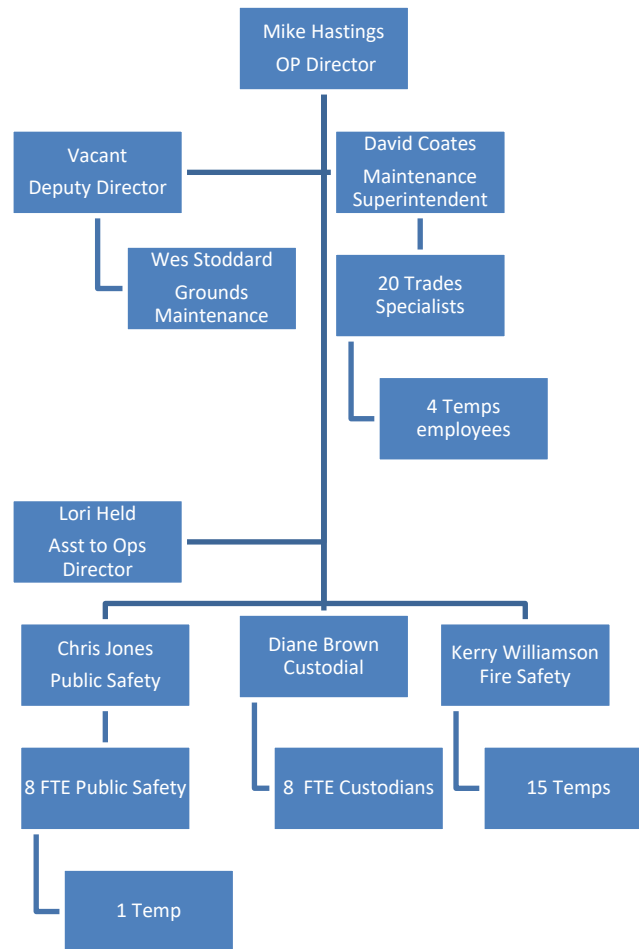 Mike Hastings
OP Director
Vacant
Deputy Director
David Coates
Maintenance
Superintendent
Wes Stoddard
Grounds
Maintenance
20 Trades
Specialists
4 Temps
employees
Lori Held
Asst to Ops
Director
Chris Jones
Public Safety
Diane Brown
Custodial
Kerry Williamson
Fire Safety
8 FTE Public Safety
8 FTE Custodians
15 Temps
1 Temp